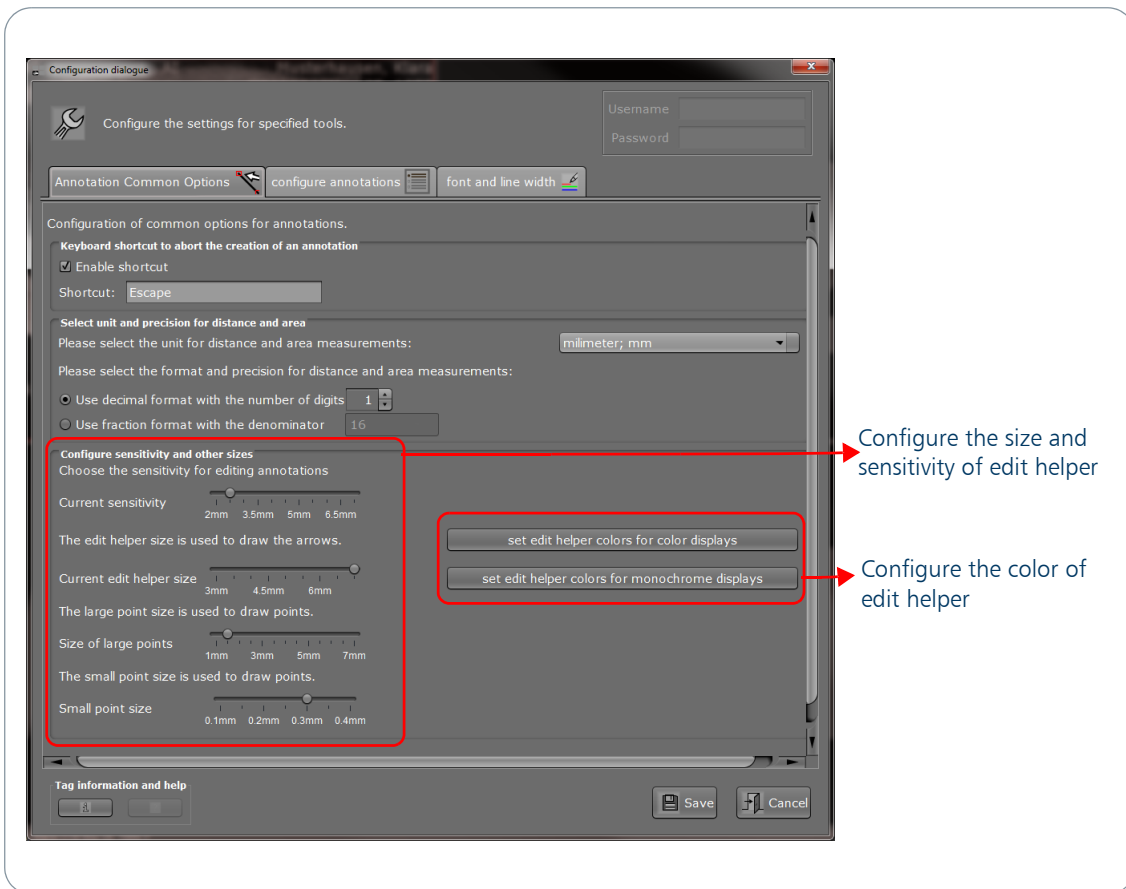 Configuration dialogue
Configure the settings for specified tools.
Username
Password
Annotation Common Options
configure annotations
font and line width
Configuration of common options for annotations.
Keyboard shortcut to abort the creation of an annotation
Enable shortcut
Shortcut: Escape
Select unit and precision for distance and area
Please select the unit for distance and area measurements: milimeter; mm
Please select the format and precision for distance and area measurements:
Use decimal format with the number of digits 1
Use fraction format with the denominator 16
Configure sensitivity and other sizes
Choose the sensitivity for editing annotations
Current sensitivity
2mm 3.5mm 5mm 6.5mm
The edit helper size is used to draw the arrows.
Current edit helper size
3mm 4.5mm 6mm
The large point size is used to draw points.
Size of large points
1mm 3mm 5mm 7mm
The small point size is used to draw points.
Small point size
0.1mm 0.2mm 0.3mm 0.4mm
set edit helper colors for color displays
set edit helper colors for monochrome displays
Configure the size and
sensitivity of edit helper
Configure the color of
edit helper
Tag information and help
Save
Cancel